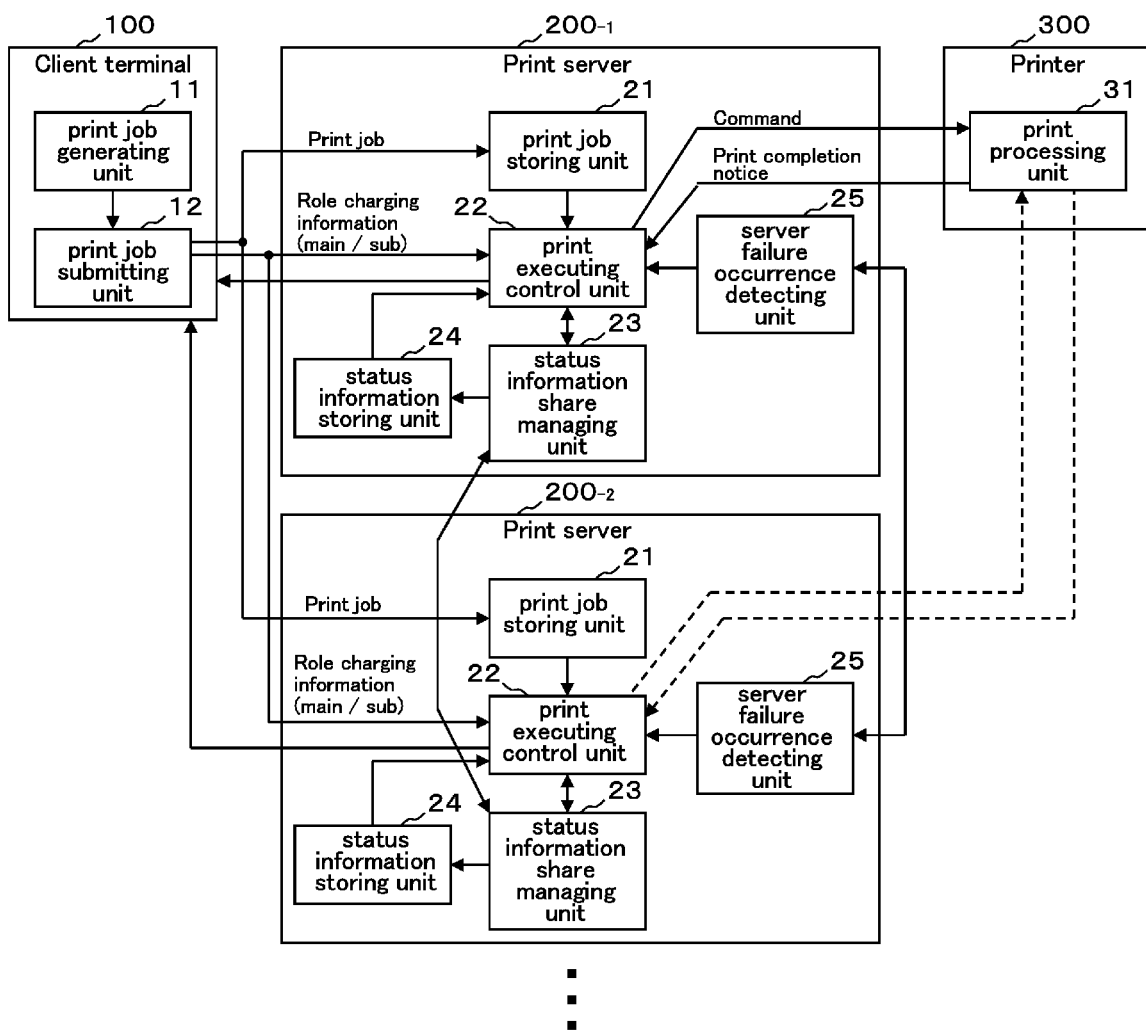 100
Client terminal
11
print job
generating
unit
12
print job
submitting
unit
200-1
Print server
Print job
21
print job
storing unit
Role charging
information
(main / sub)
22
print
executing
control unit
23
status
information
share
managing
unit
24
status
information
storing unit
25
server
failure
occurrence
detecting
unit
Command
Print completion
notice
300
Printer
31
print
processing
unit
200-2
Print server
Print job
21
print job
storing unit
Role charging
information
(main / sub)
22
print
executing
control unit
23
status
information
share
managing
unit
24
status
information
storing unit
25
server
failure
occurrence
detecting
unit